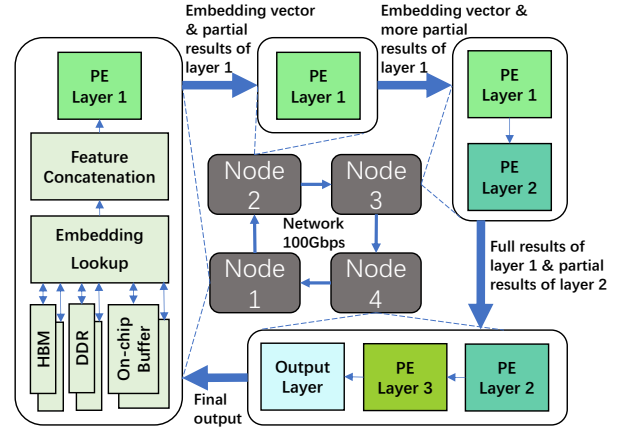 Embedding vector
& partial
results of
layer 1
Embedding vector &
more partial
results of
layer 1
PE
Layer 1
PE
Layer 1
PE
Layer 1
Feature
Concatenation
PE
Layer 2
Node
2
Node
3
Network
100Gbps
Embedding
Lookup
Node
1
Node
4
Full results of
layer 1 & partial
results of layer 2
HBM
DDR
On-chip
Buffer
Output
Layer
PE
Layer 3
PE
Layer 2
Final
output